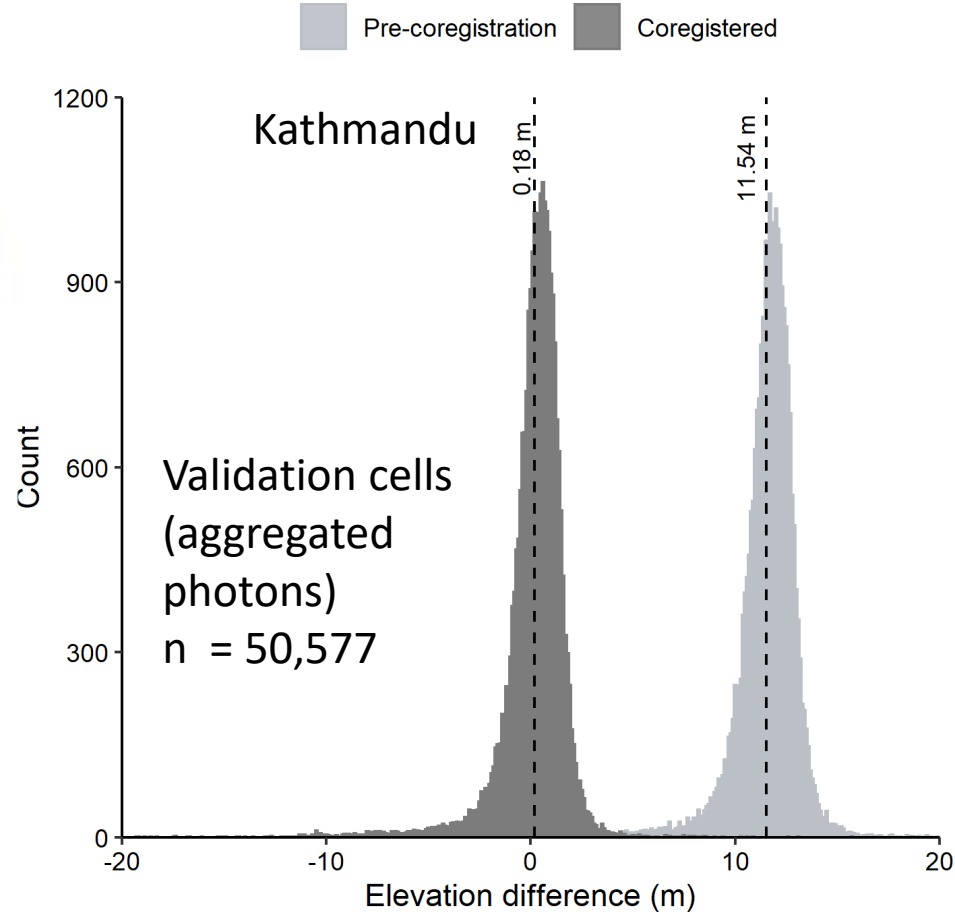 Pre-coregistration Coregistered
1200
Kathmandu
0.18 m
11.54 m
900
Count
600
Validation cells
(aggregated
photons)
n = 50,577
300
0
-20 -10 0 10 20
Elevation difference (m)